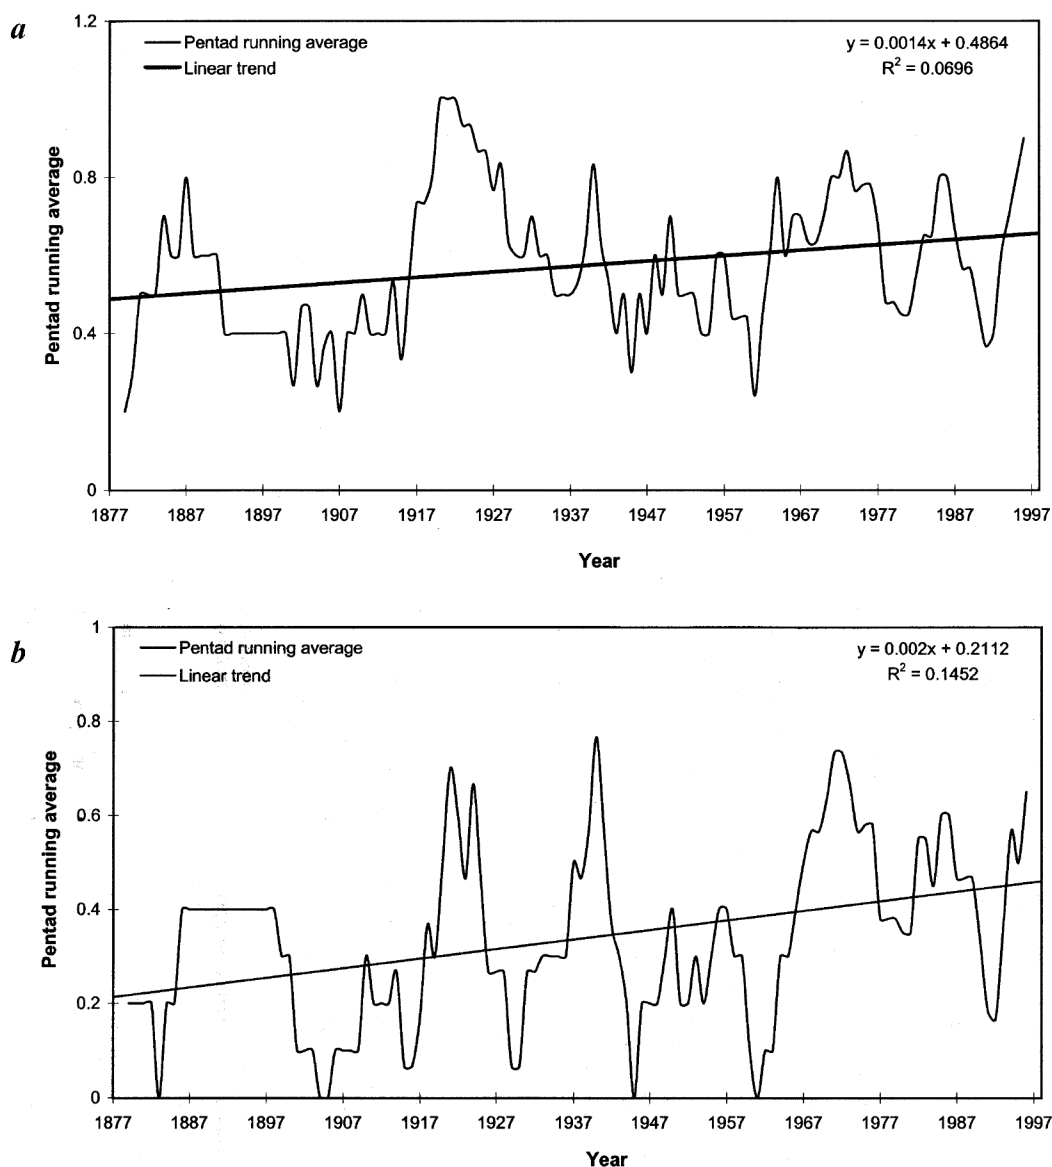 a
1.2
Pentad running average
Linear trend
y = 0.0014x + 0.4864
R² = 0.0696
0.8
0.4
0
Pentad running average
1877 1887 1897 1907 1917 1927 1937 1947 1957 1967 1977 1987 1997
Year
b
1
Pentad running average
Linear trend
y = 0.002x + 0.2112
R² = 0.1452
0.8
0.6
0.4
0.2
0
Pentad running average
1877 1887 1897 1907 1917 1927 1937 1947 1957 1967 1977 1987 1997
Year